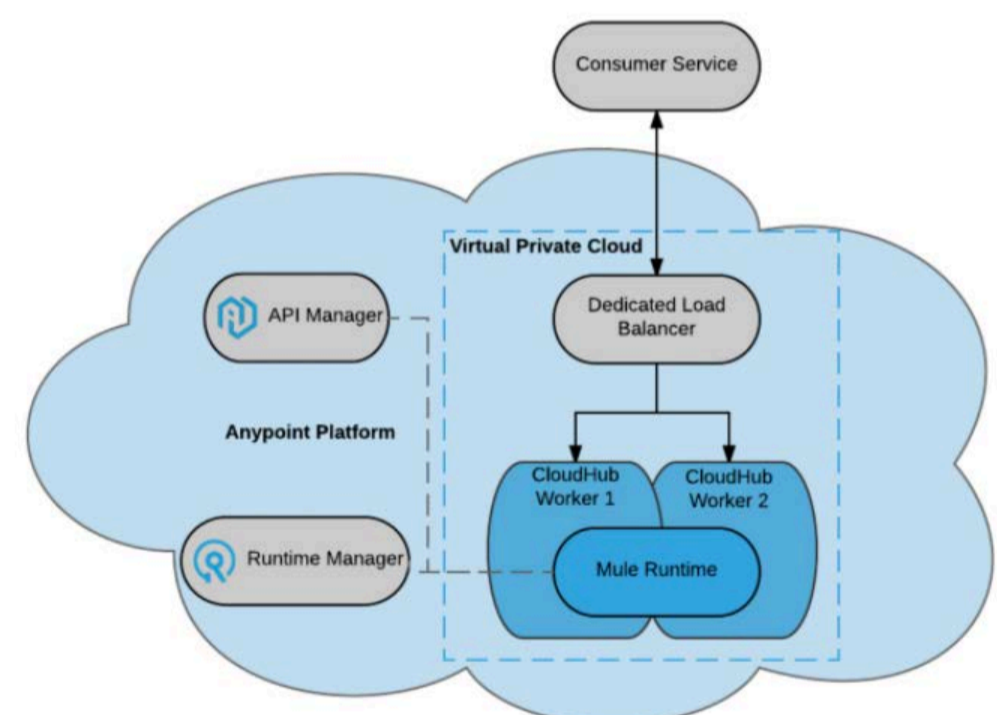 Consumer Service
Virtual Private Cloud
API Manager
Dedicated Load
Balancer
Anypoint Platform
CloudHub
Worker 1
CloudHub
Worker 2
Runtime Manager
Mule Runtime